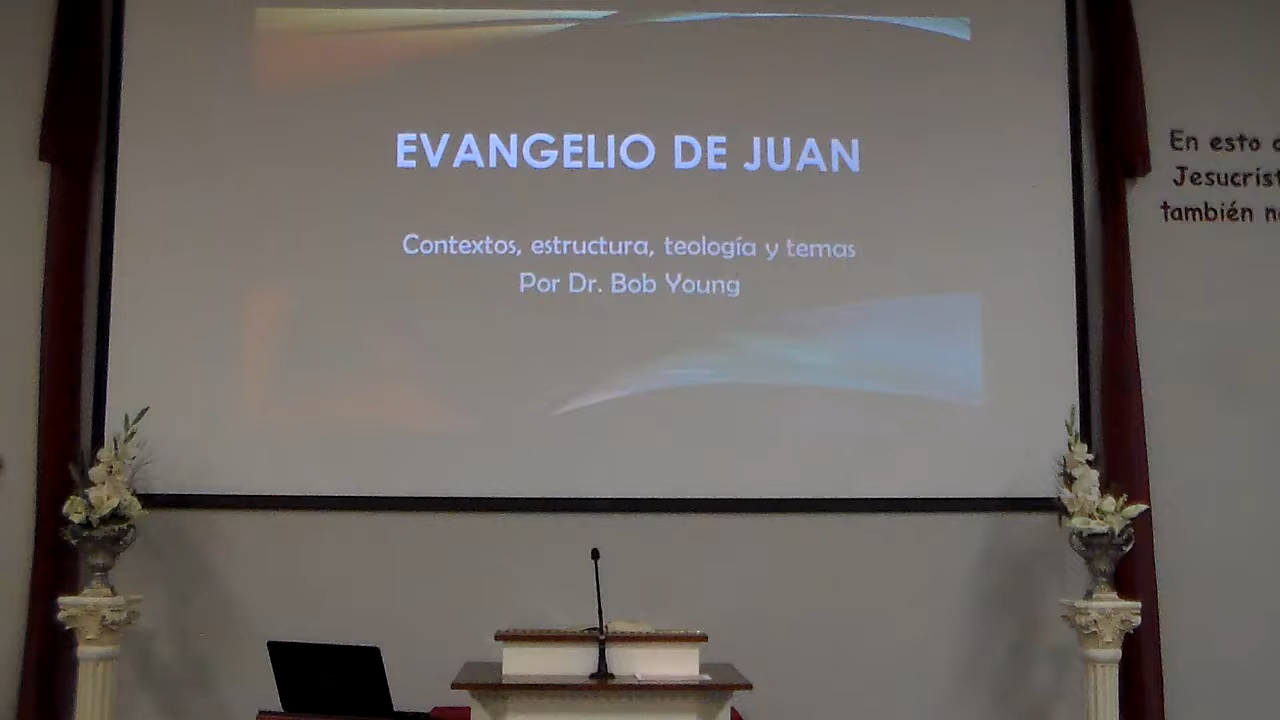 EVANGELIO DE JUAN
Contextos, estructura, teología y temas
Por Dr. Bob Young
En esto
Jesucrist
también n